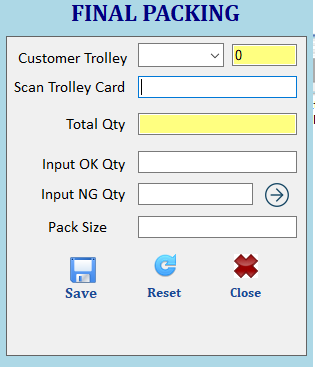 FINAL PACKING
Customer Trolley 0
Scan Trolley Card
Total Qty
Input OK Qty
Input NG Qty
Pack Size
Save Reset Close